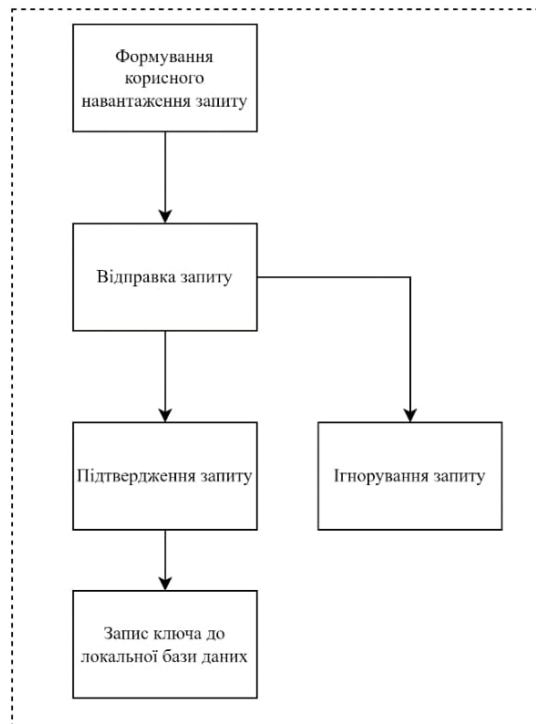 Формування
корисного
навантаження запиту
Відправка запиту
Підтвердження запиту
Ігнорування запиту
Запис ключа до
локальної бази даних